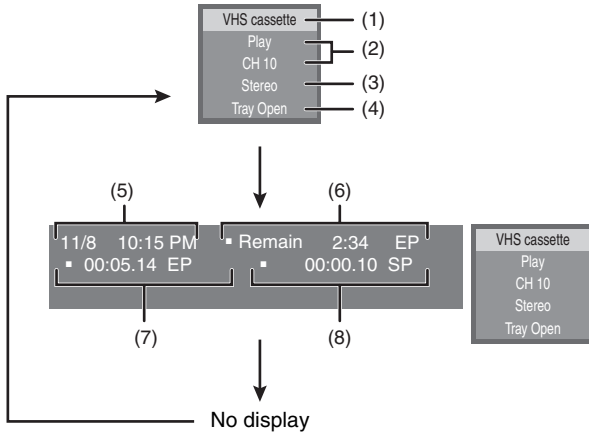 VHS cassette (1)
Play (2)
CH 10
Stereo (3)
Tray Open (4)
(5) (6)
11/8 10:15 PM ▪ Remain 2:34 EP
▪ 00:05.14 EP ▪ 00:00.10 SP
(7) (8)
VHS cassette
Play
CH 10
Stereo
Tray Open
No display